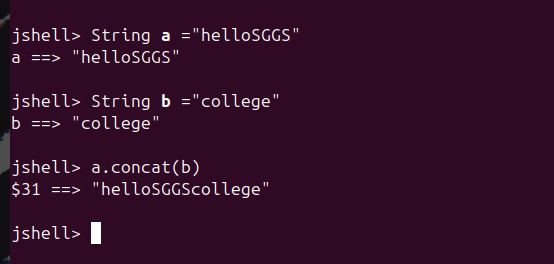 jshell> String a ="helloSGGS"
a ==> "helloSGGS"
jshell> String b ="college"
b ==> "college"
jshell> a.concat(b)
$31 ==> "helloSGGScollege"
jshell>